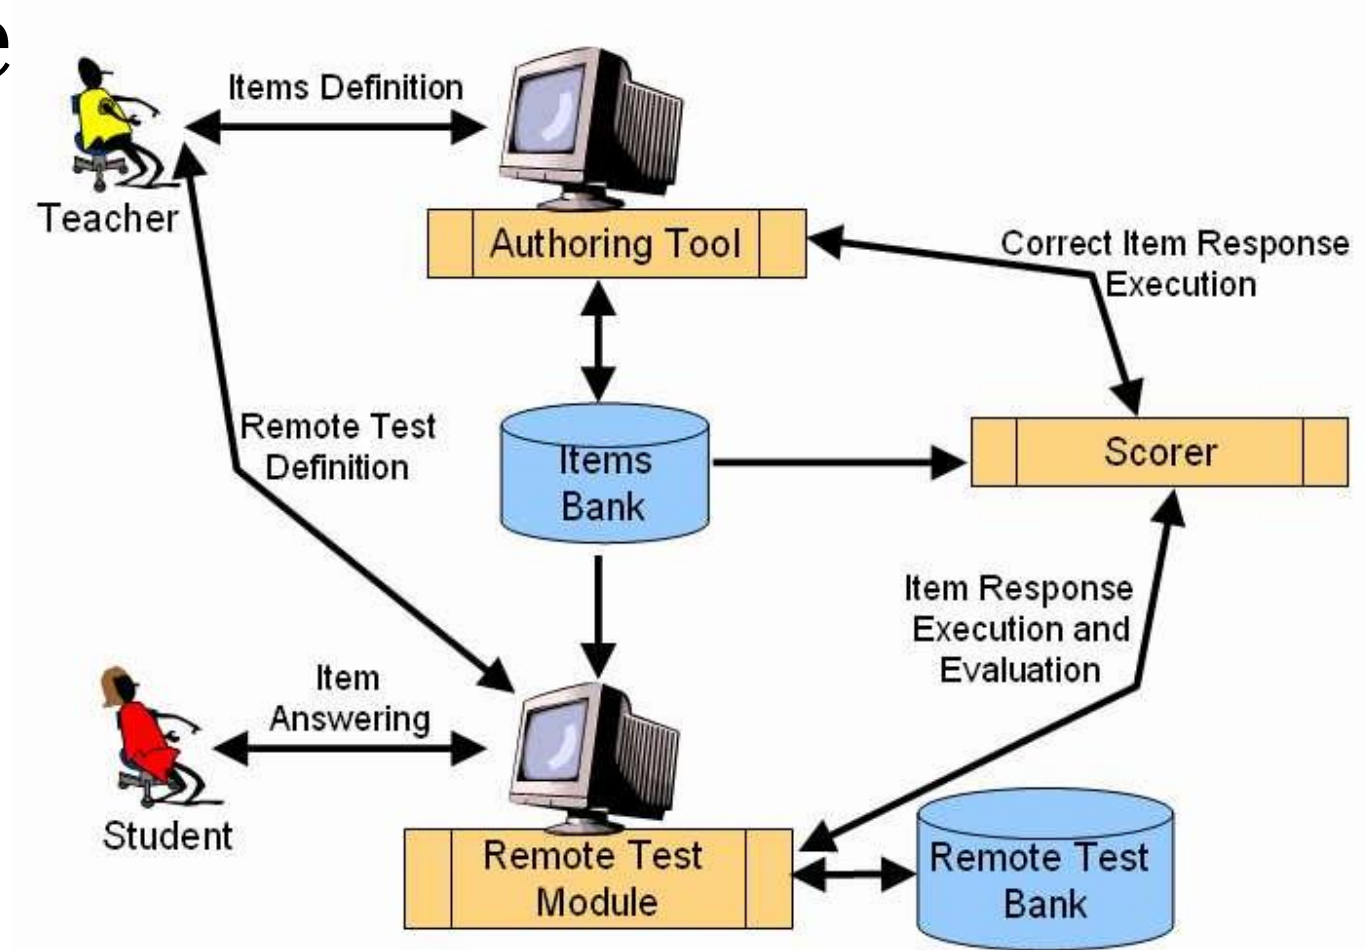 e
Items Definition
Teacher
Authoring Tool
Correct Item Response
Execution
Remote Test
Definition
Items
Bank
Scorer
Item Response
Execution and
Evaluation
Item
Answering
Student
Remote Test
Module
Remote Test
Bank